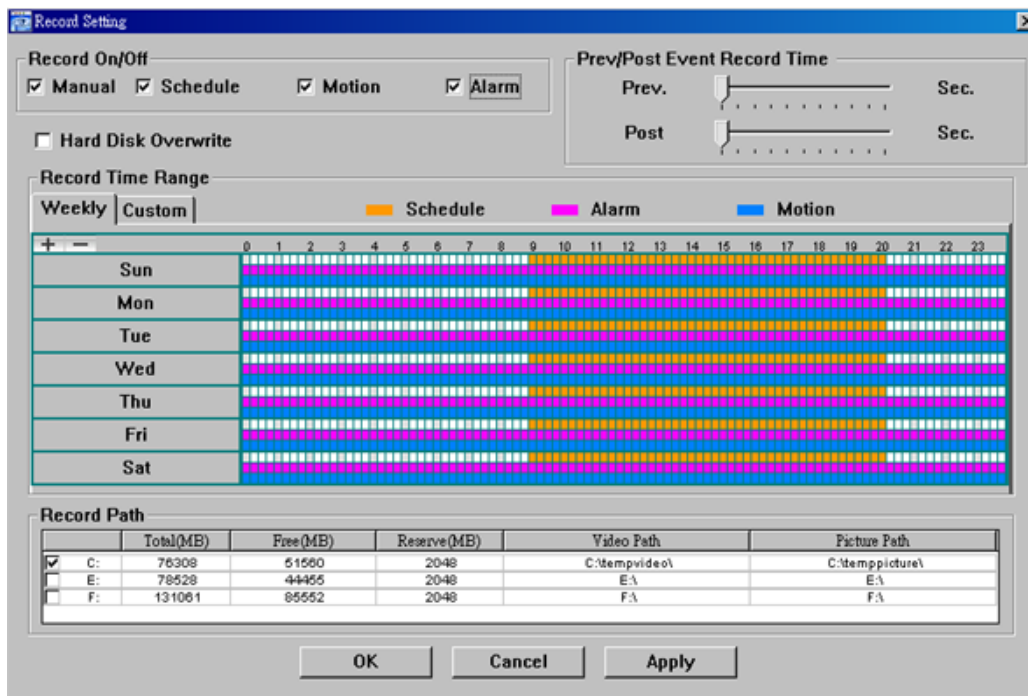 Record Setting
Record On/Off
Manual Schedule Motion Alarm
Prev/Post Event Record Time
Prev. Sec.
Post Sec.
Hard Disk Overwrite
Record Time Range
Weekly Custom Schedule Alarm Motion
+ − 0 1 2 3 4 5 6 7 8 9 10 11 12 13 14 15 16 17 18 19 20 21 22 23
Sun
Mon
Tue
Wed
Thu
Fri
Sat
Record Path
Total(MB) Free(MB) Reserve(MB) Video Path Picture Path
C: 76308 51560 2048 C:\tempvideo\ C:\temppicture\
E: 78528 44455 2048 E:\ E:\
F: 131061 85552 2048 F:\ F:\
OK Cancel Apply